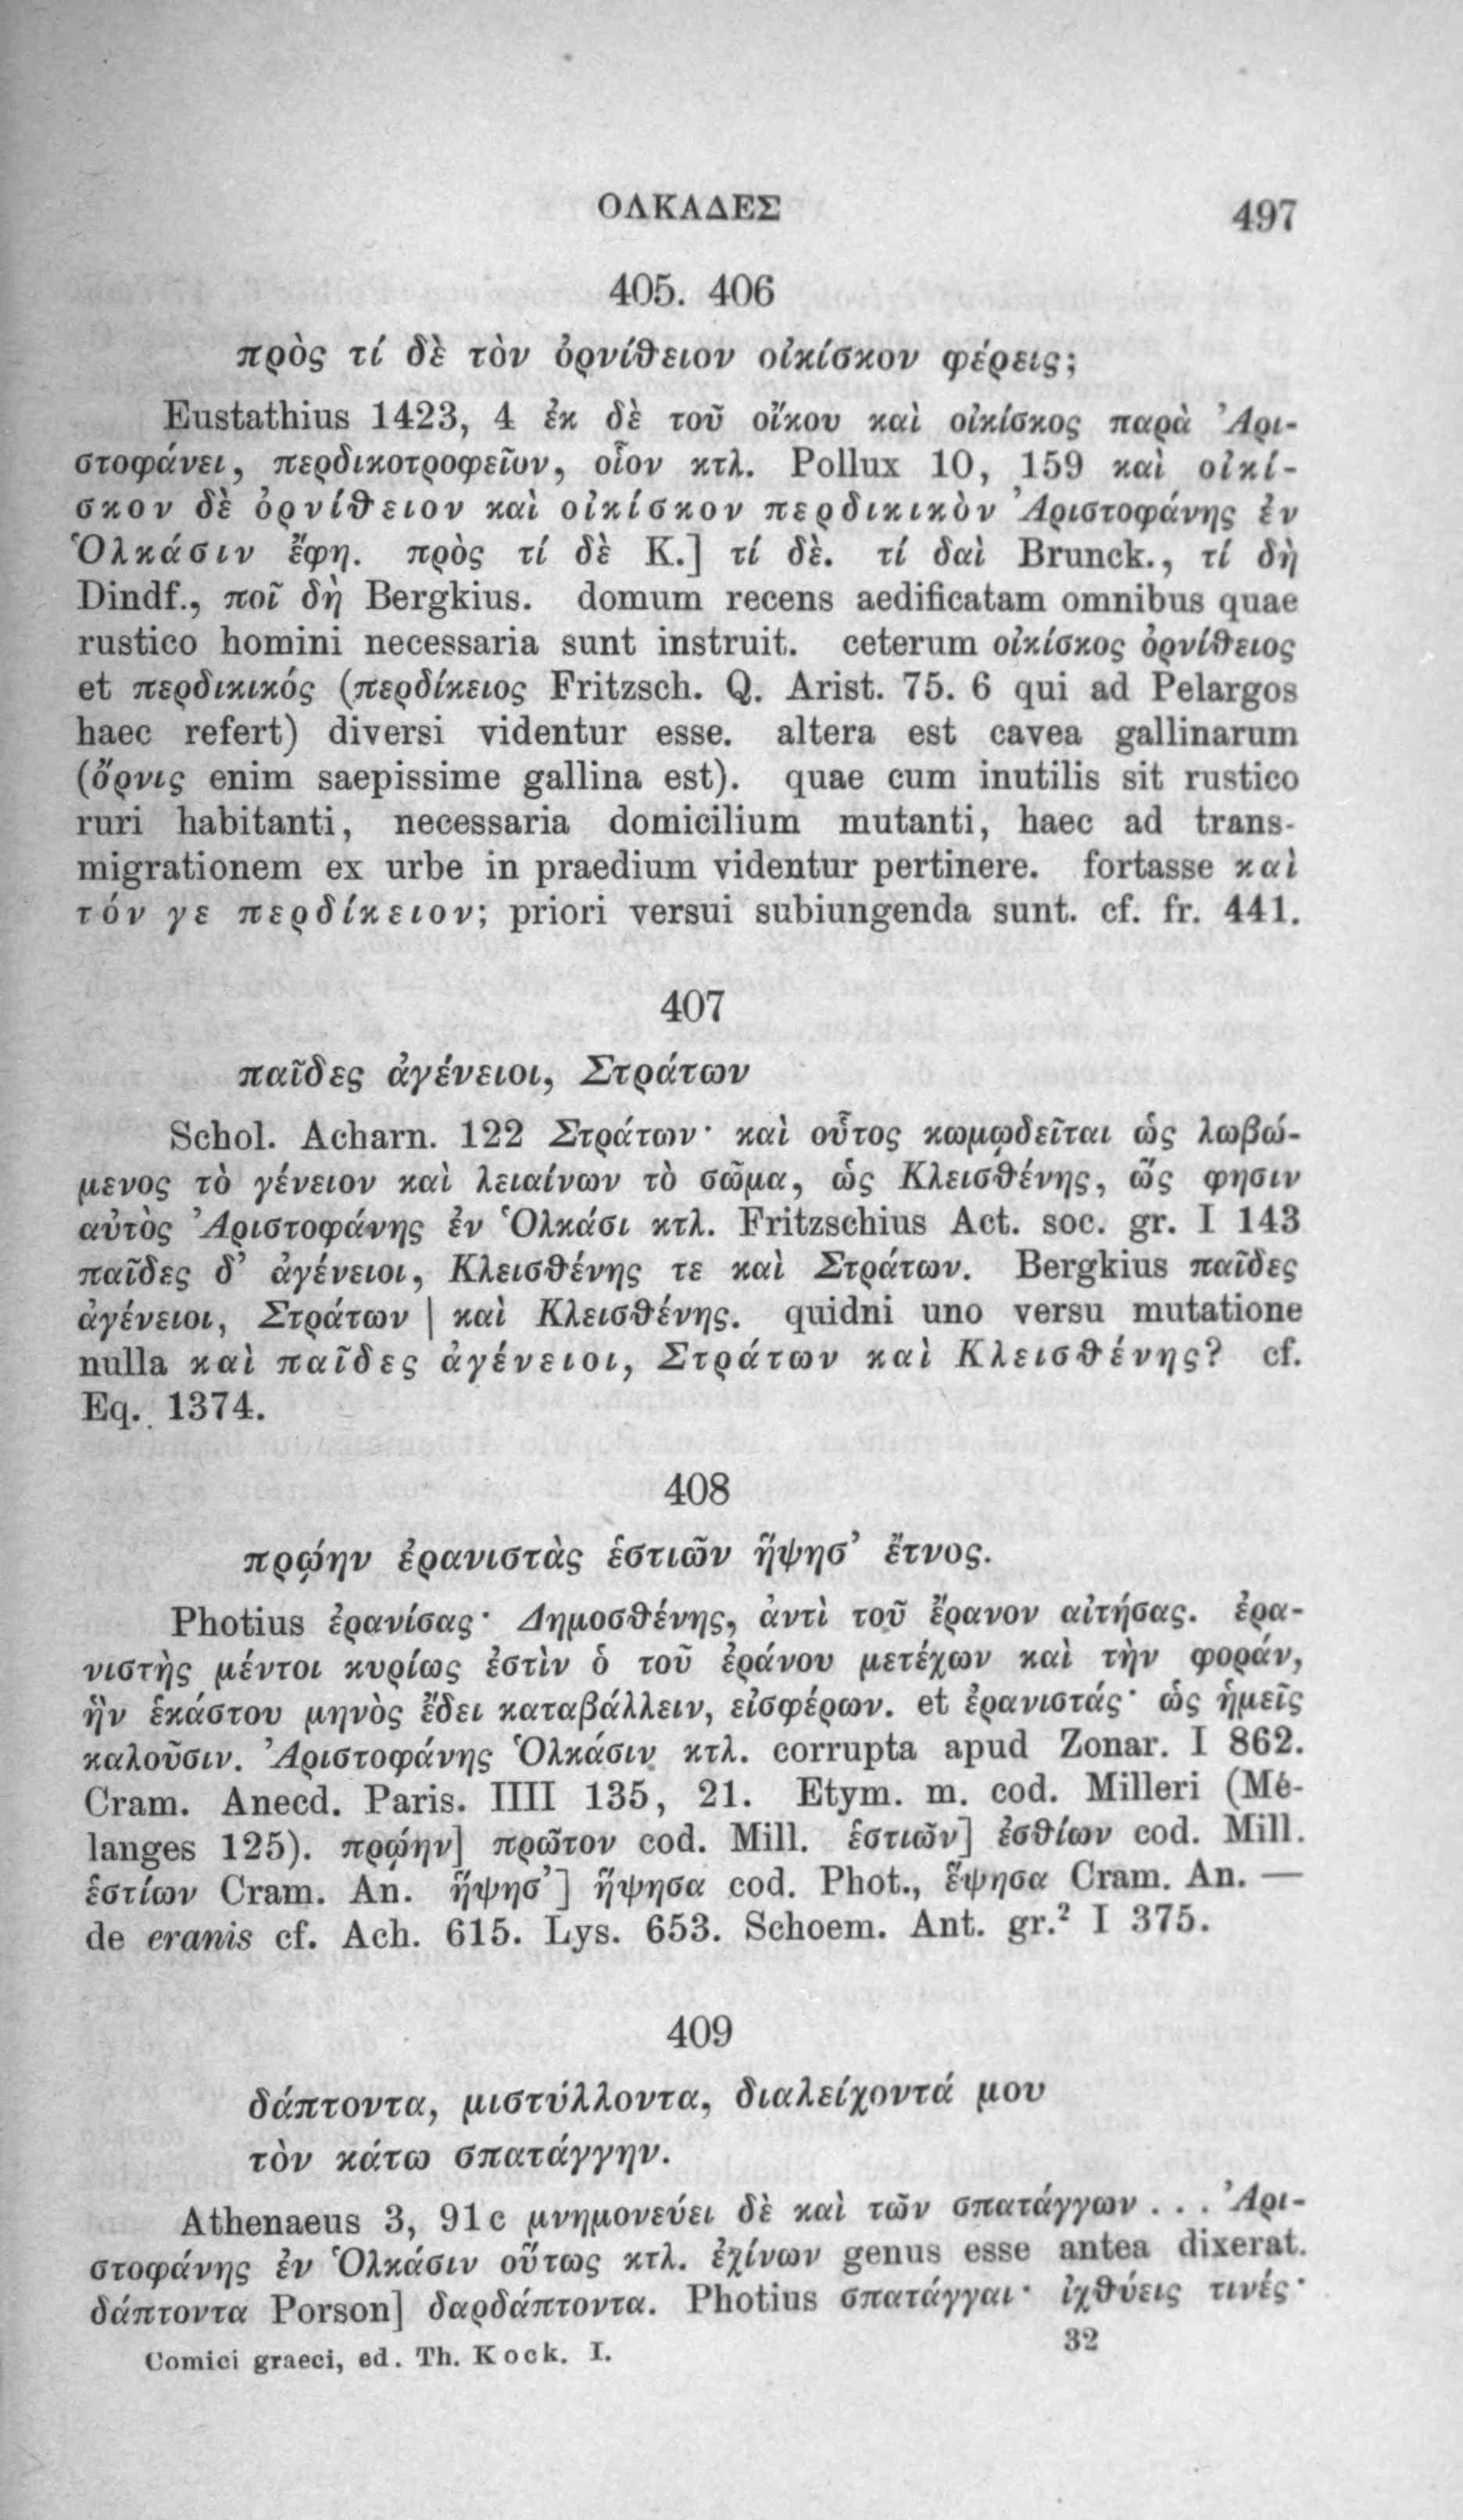 ΟΛΚΑΔΕΣ 497
405. 406
πρὸς τί δὲ τὸν ὀρνίθειον οἰκίσκον φέρεις;
Eustathius 1423, 4 ἐκ δὲ τοῦ οἴκου καὶ οἰκίσκος παρὰ Ἀρι-
στοφάνει, περδικοτροφεῖον, οἷον κτλ. Pollux 10, 159 καὶ οἰκί-
σκον δὲ ὀρνίθειον καὶ οἰκίσκον περδικικὸν Ἀριστοφάνης ἐν
Ὁλκάσιν ἔφη. πρὸς τί δὲ K.] τί δὲ. τί δαὶ Brunck., τί δὴ
Dindf., ποῖ δὴ Bergkius. domum recens aedificatam omnibus quae
rustico homini necessaria sunt instruit. ceterum οἰκίσκος ὀρνίθειος
et περδικικός (περδίκειος Fritzsch. Q. Arist. 75. 6 qui ad Pelargos
haec refert) diversi videntur esse. altera est cavea gallinarum
(ὄρνις enim saepissime gallina est). quae cum inutilis sit rustico
ruri habitanti, necessaria domicilium mutanti, haec ad trans-
migrationem ex urbe in praedium videntur pertinere. fortasse καὶ
τόν γε περδίκειον; priori versui subiungenda sunt. cf. fr. 441.
407
παῖδες ἀγένειοι, Στράτων
Schol. Acharn. 122 Στράτων· καὶ οὗτος κωμῳδεῖται ὡς λωβώ-
μενος τὸ γένειον καὶ λειαίνων τὸ σῶμα, ὡς Κλεισθένης, ὥς φησιν
αὐτὸς Ἀριστοφάνης ἐν Ὁλκάσι κτλ. Fritzschius Act. soc. gr. I 143
παῖδες δ’ ἀγένειοι, Κλεισθένης τε καὶ Στράτων. Bergkius παῖδες
ἀγένειοι, Στράτων | καὶ Κλεισθένης. quidni uno versu mutatione
nulla καὶ παῖδες ἀγένειοι, Στράτων καὶ Κλεισθένης? cf.
Eq. 1374.
408
πρῴην ἐρανιστὰς ἑστιῶν ἥψησ’ ἔτνος.
Photius ἐρανίσας· Δημοσθένης, ἀντὶ τοῦ ἔρανον αἰτήσας. ἐρα-
νιστὴς μέντοι κυρίως ἐστὶν ὁ τοῦ ἐράνου μετέχων καὶ τὴν φοράν,
ἣν ἑκάστου μηνὸς ἔδει καταβάλλειν, εἰσφέρων. et ἐρανιστάς· ὡς ἡμεῖς
καλοῦσιν. Ἀριστοφάνης Ὁλκάσιν κτλ. corrupta apud Zonar. I 862.
Cram. Anecd. Paris. IIII 135, 21. Etym. m. cod. Milleri (Mé-
langes 125). πρῴην] πρῶτον cod. Mill. ἑστιῶν] ἐσθίων cod. Mill.
ἑστίων Cram. An. ἥψησ’] ἥψησα cod. Phot., ἕψησα Cram. An. —
de eranis cf. Ach. 615. Lys. 653. Schoem. Ant. gr.² I 375.
409
δάπτοντα, μιστύλλοντα, διαλείχοντά μου
τὸν κάτω σπατάγγην.
Athenaeus 3, 91c μνημονεύει δὲ καὶ τῶν σπατάγγων . . . Ἀρι-
στοφάνης ἐν Ὁλκάσιν οὕτως κτλ. ἐχίνων genus esse antea dixerat.
δάπτοντα Porson] δαρδάπτοντα. Photius σπατάγγαι· ἰχθύεις τινές·
Comici graeci, ed. Th. Kock. I. 32